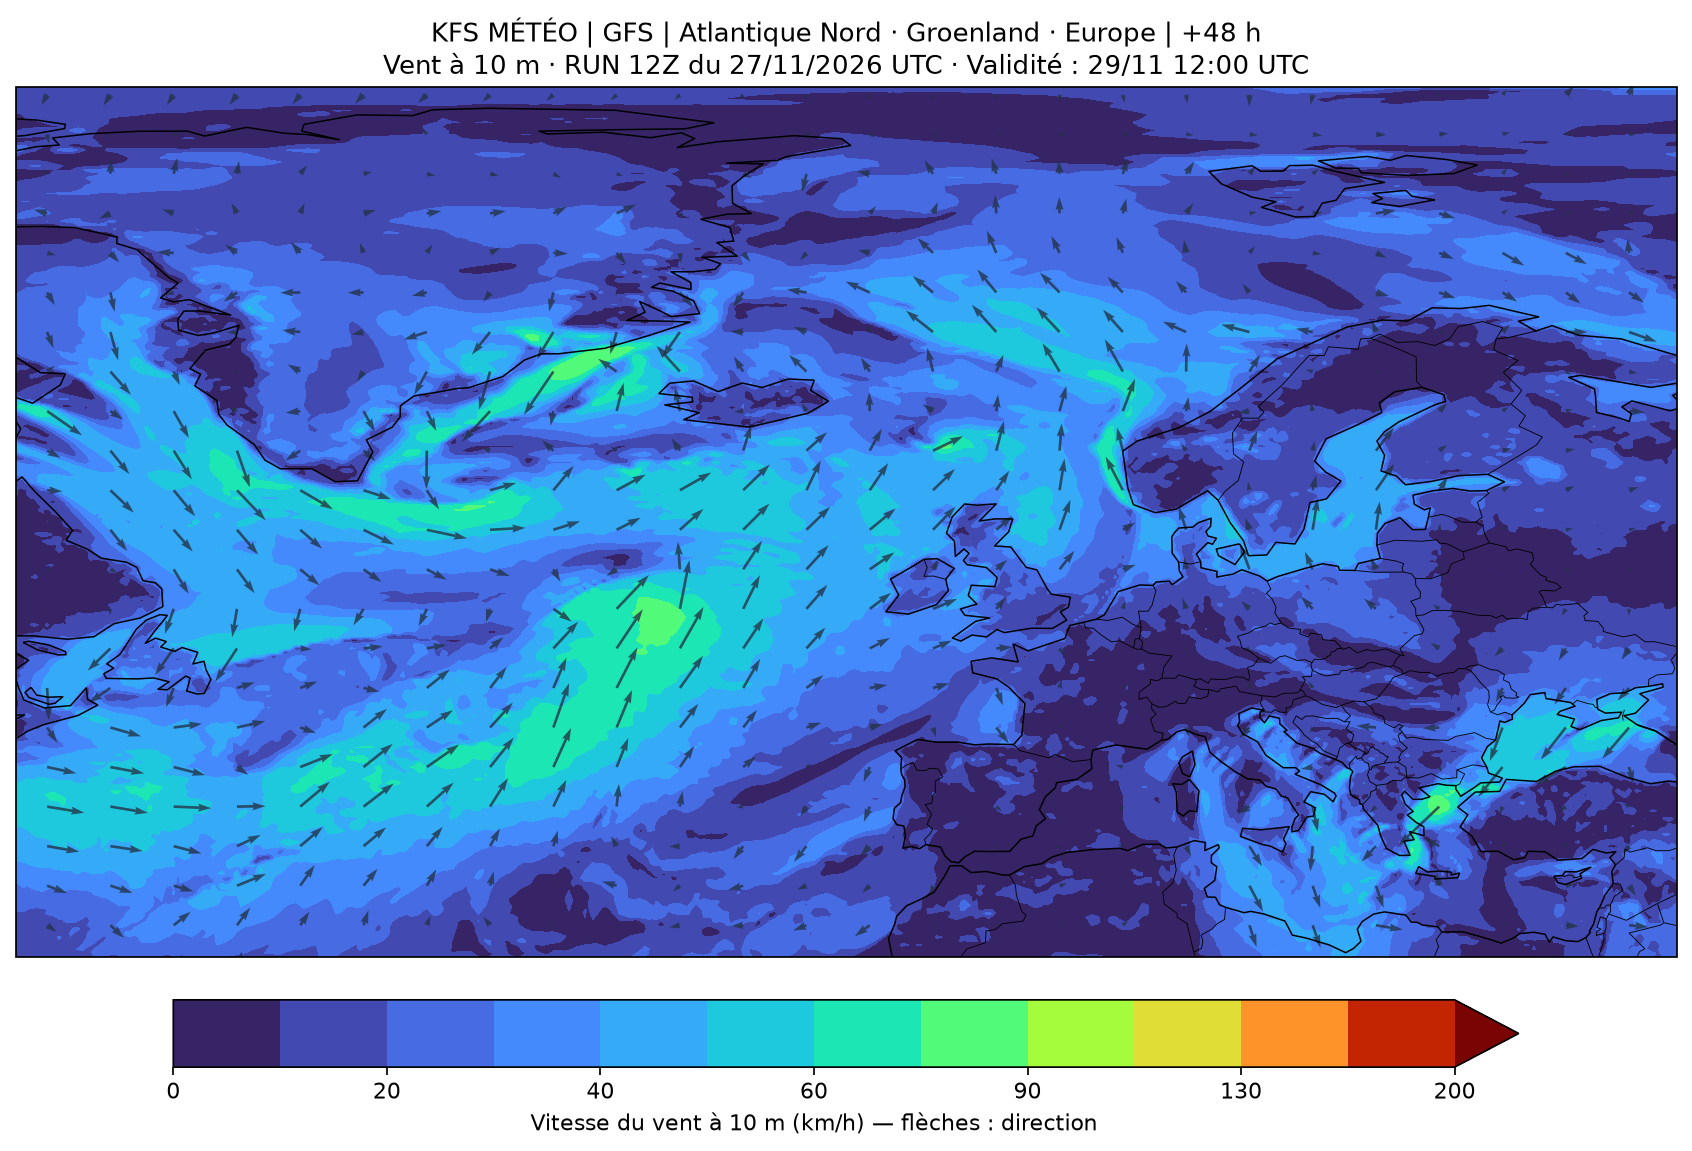 KFS MÉTÉO | GFS | Atlantique Nord · Groenland · Europe | +48 h
Vent à 10 m · RUN 12Z du 27/11/2026 UTC · Validité : 29/11 12:00 UTC
0 20 40 60 90 130 200
Vitesse du vent à 10 m (km/h) — flèches : direction